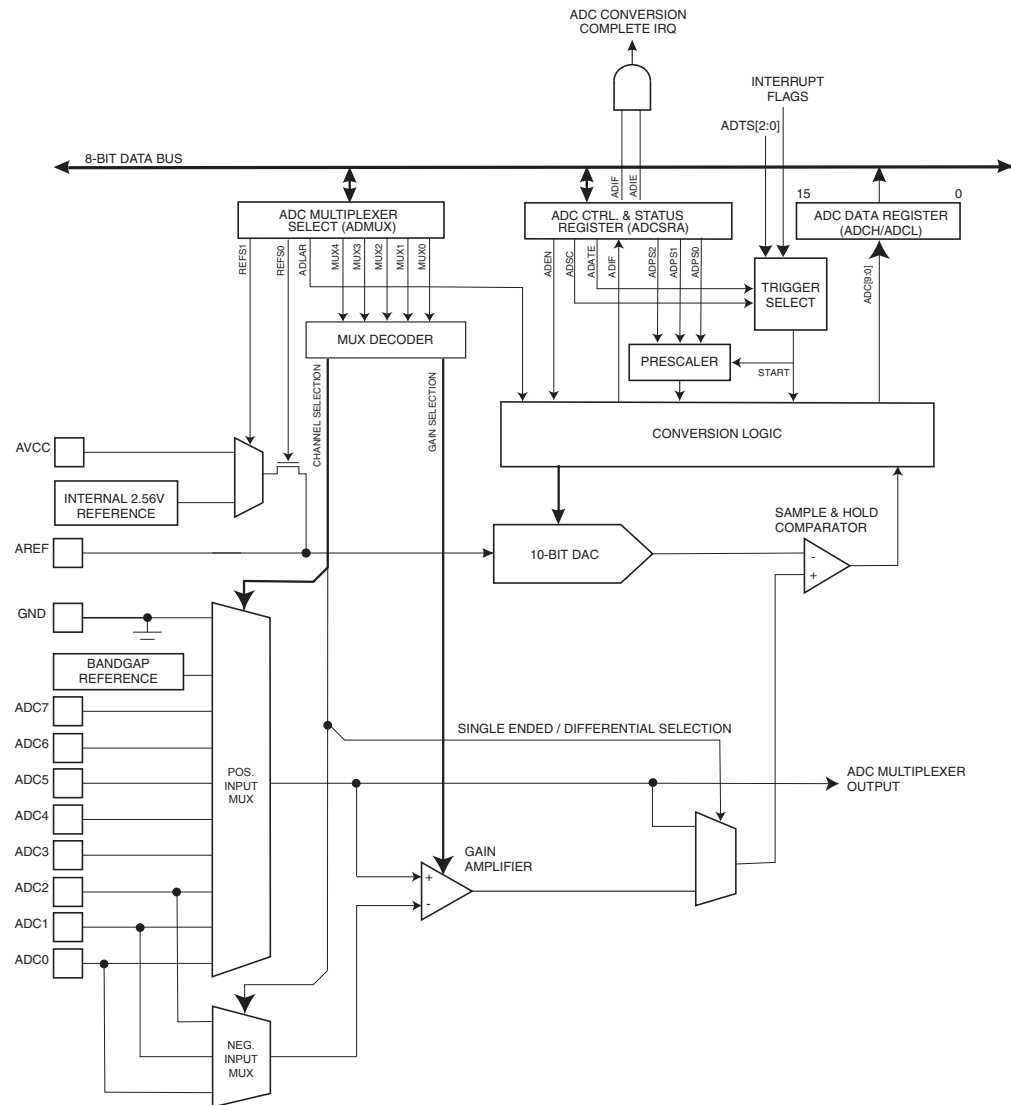 ADC CONVERSION
COMPLETE IRQ
INTERRUPT
FLAGS
ADTS[2:0]
8-BIT DATA BUS
ADIF
ADIE
15
0
ADC MULTIPLEXER
SELECT (ADMUX)
ADC CTRL. & STATUS
REGISTER (ADCSRA)
ADC DATA REGISTER
(ADCH/ADCL)
REFS1
REFS0
ADLAR
MUX4
MUX3
MUX2
MUX1
MUX0
ADEN
ADSC
ADATE
ADIF
ADPS2
ADPS1
ADPS0
ADC[9:0]
TRIGGER
SELECT
MUX DECODER
PRESCALER
START
CHANNEL SELECTION
GAIN SELECTION
CONVERSION LOGIC
AVCC
INTERNAL 2.56V
REFERENCE
SAMPLE & HOLD
COMPARATOR
AREF
10-BIT DAC
-
+
GND
BANDGAP
REFERENCE
ADC7
SINGLE ENDED / DIFFERENTIAL SELECTION
ADC6
ADC5
POS.
INPUT
MUX
ADC MULTIPLEXER
OUTPUT
ADC4
ADC3
GAIN
AMPLIFIER
+
-
ADC2
ADC1
ADC0
NEG.
INPUT
MUX